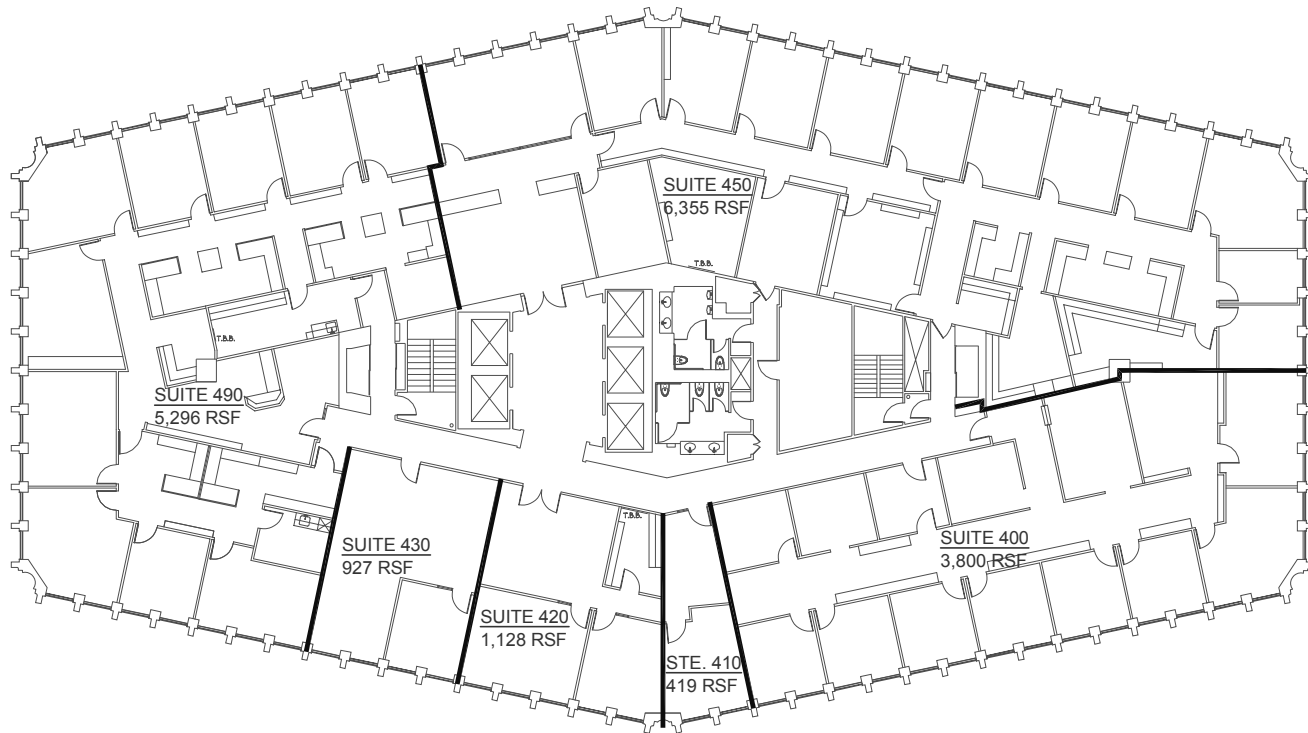 SUITE 450
6,355 RSF
T.B.B.
T.B.B.
SUITE 490
5,296 RSF
T.B.B.
SUITE 430
927 RSF
SUITE 400
3,800 RSF
SUITE 420
1,128 RSF
STE. 410
419 RSF